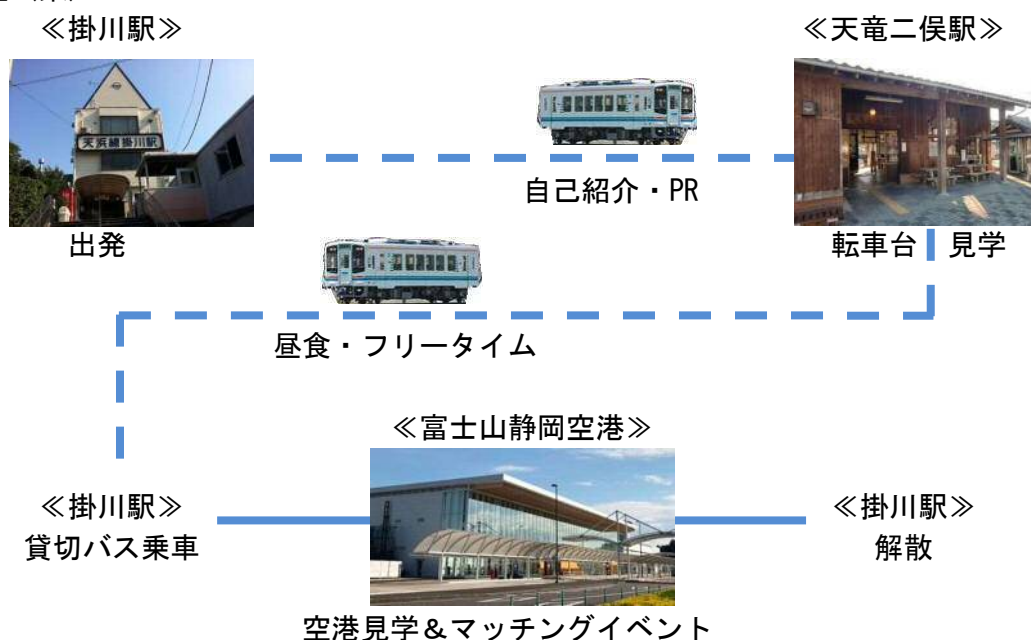 ≪掛川駅≫
≪天竜二俣駅≫
天浜線掛川駅
自己紹介・PR
出発
転車台 見学
昼食・フリータイム
≪富士山静岡空港≫
≪掛川駅≫
貸切バス乗車
≪掛川駅≫
解散
空港見学＆マッチングイベント